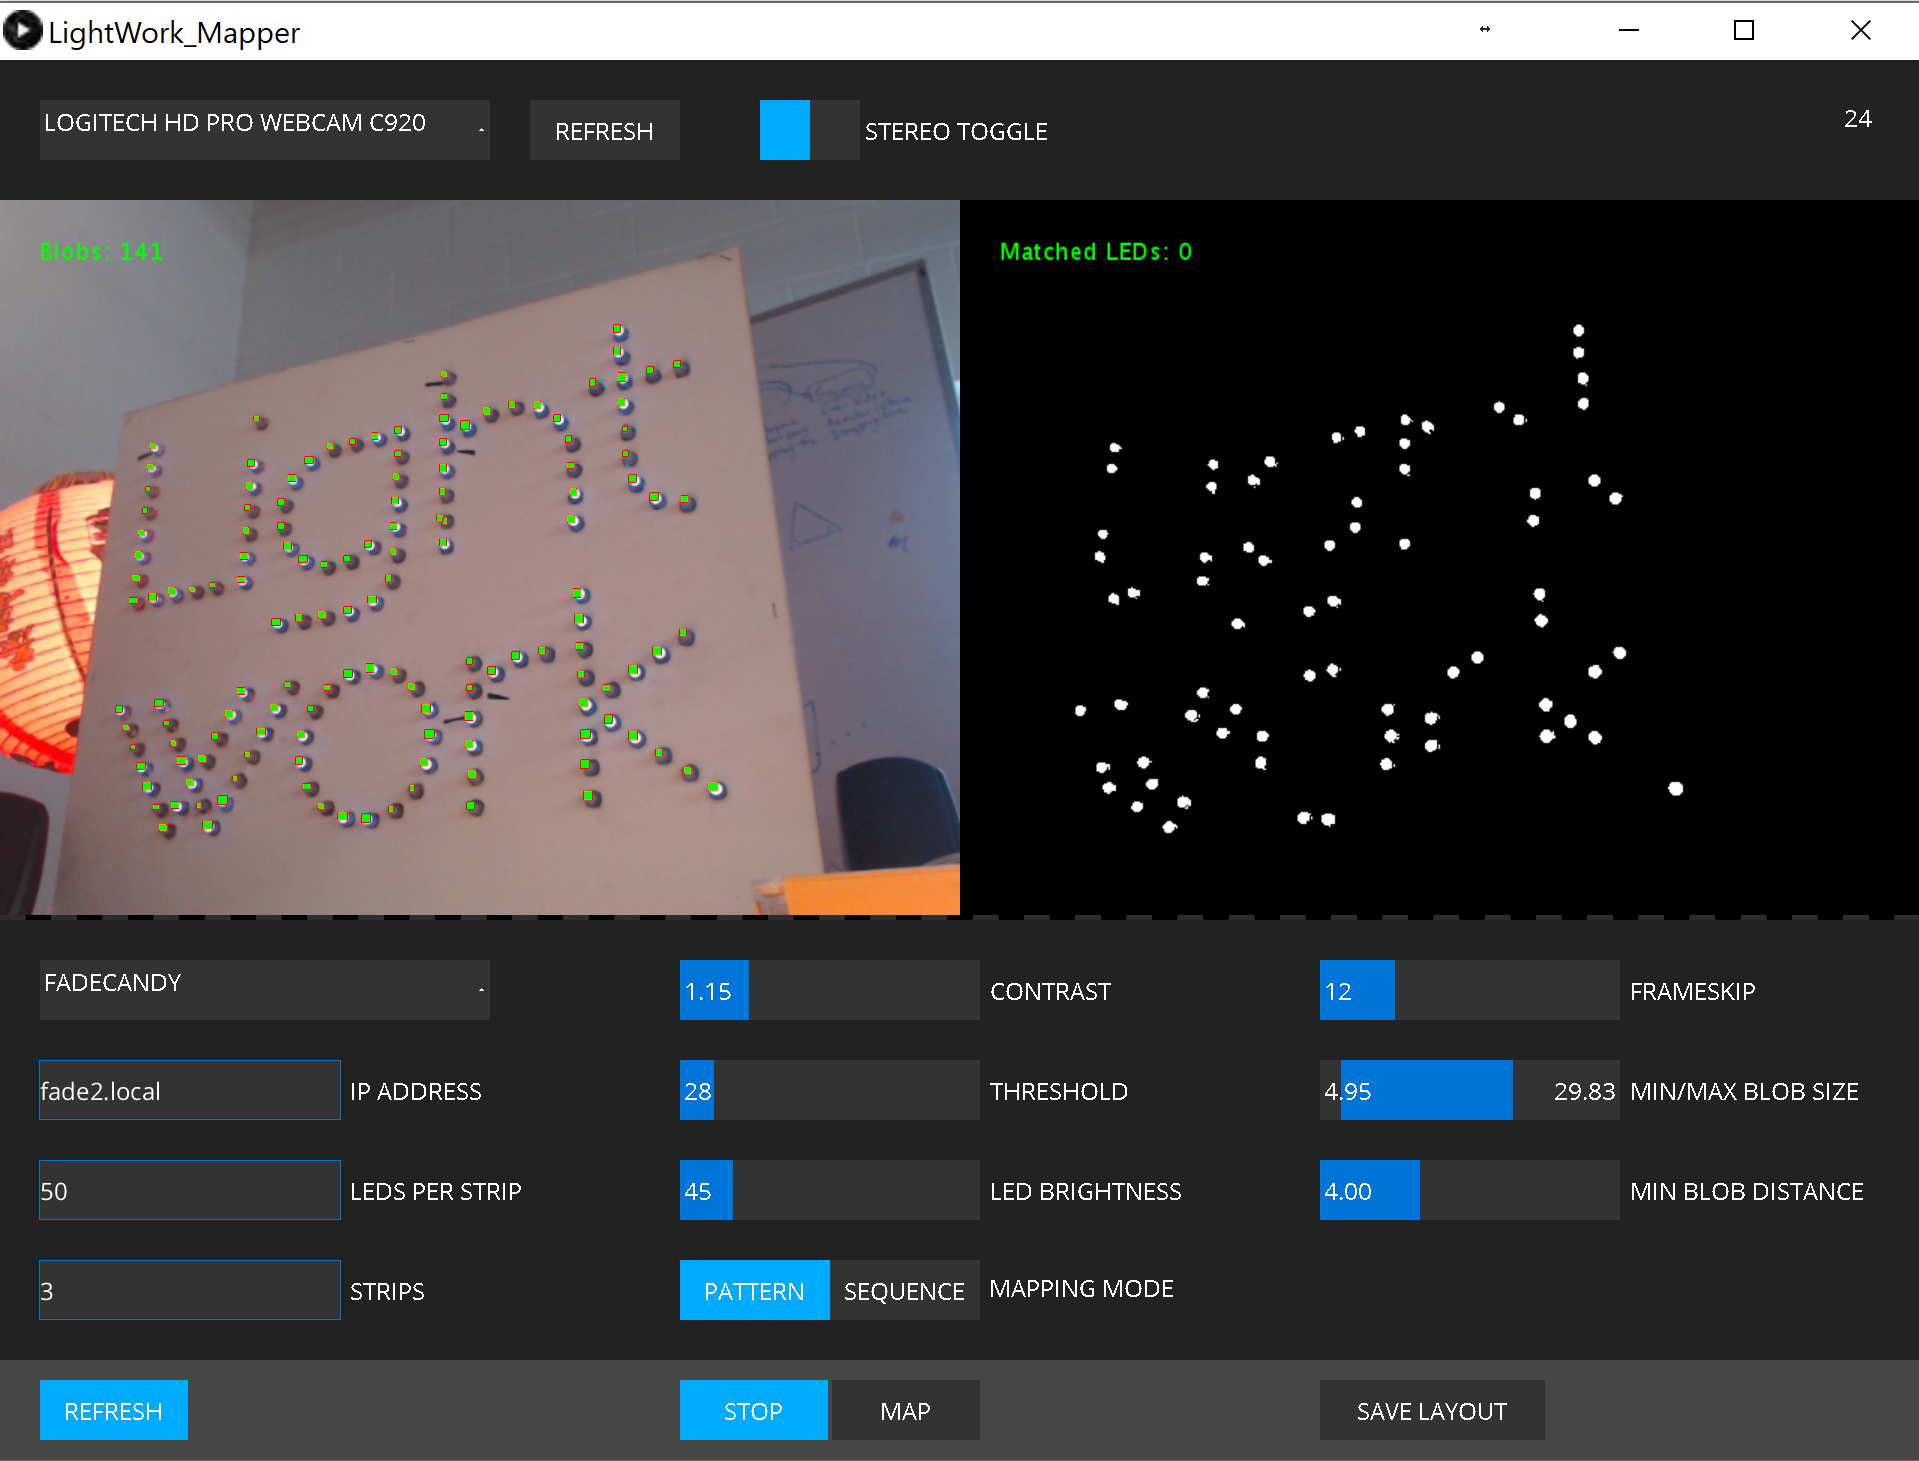 LightWork_Mapper
LOGITECH HD PRO WEBCAM C920
REFRESH
STEREO TOGGLE
24
Blobs: 141
Matched LEDs: 0
Light
Work
FADECANDY
1.15 CONTRAST
12 FRAMESKIP
fade2.local IP ADDRESS
28 THRESHOLD
4.95 29.83 MIN/MAX BLOB SIZE
50 LEDS PER STRIP
45 LED BRIGHTNESS
4.00 MIN BLOB DISTANCE
3 STRIPS
PATTERN SEQUENCE MAPPING MODE
REFRESH
STOP
MAP
SAVE LAYOUT